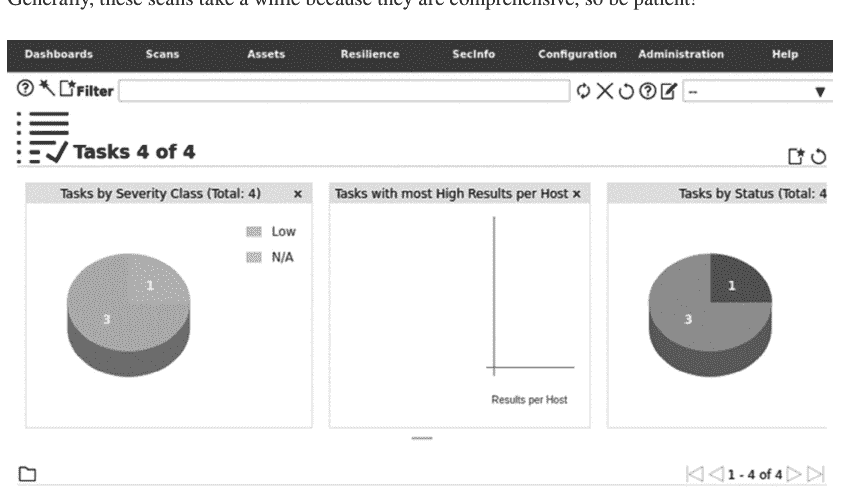 Generally, these scans take a while because they are comprehensive, so be patient!
Dashboards Scans Assets Resilience SecInfo Configuration Administration Help
Filter --
Tasks 4 of 4
Tasks by Severity Class (Total: 4) × Tasks with most High Results per Host × Tasks by Status (Total: 4
Low
N/A
1 1
3 3
Results per Host
1 - 4 of 4